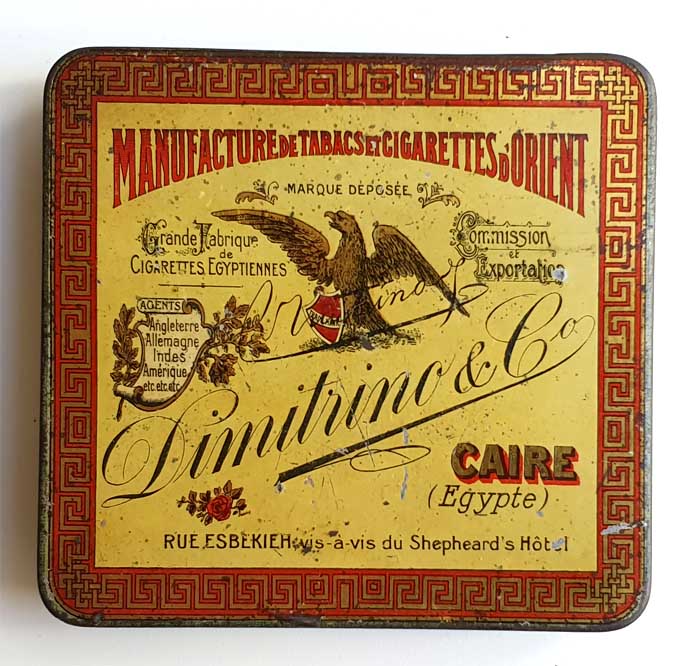 MANUFACTURE DE TABACS ET CIGARETTES D'ORIENT
MARQUE DÉPOSÉE
Grande Fabrique
de
CIGARETTES EGYPTIENNES
Commission
et
Exportation
AGENTS
Angleterre
Allemagne
Indes
Amérique
etc.etc.etc.
Dimitrino & Co
CAIRE
(Egypte)
RUE ESBEKIEH, vis-à-vis du Shepheard's Hôtel